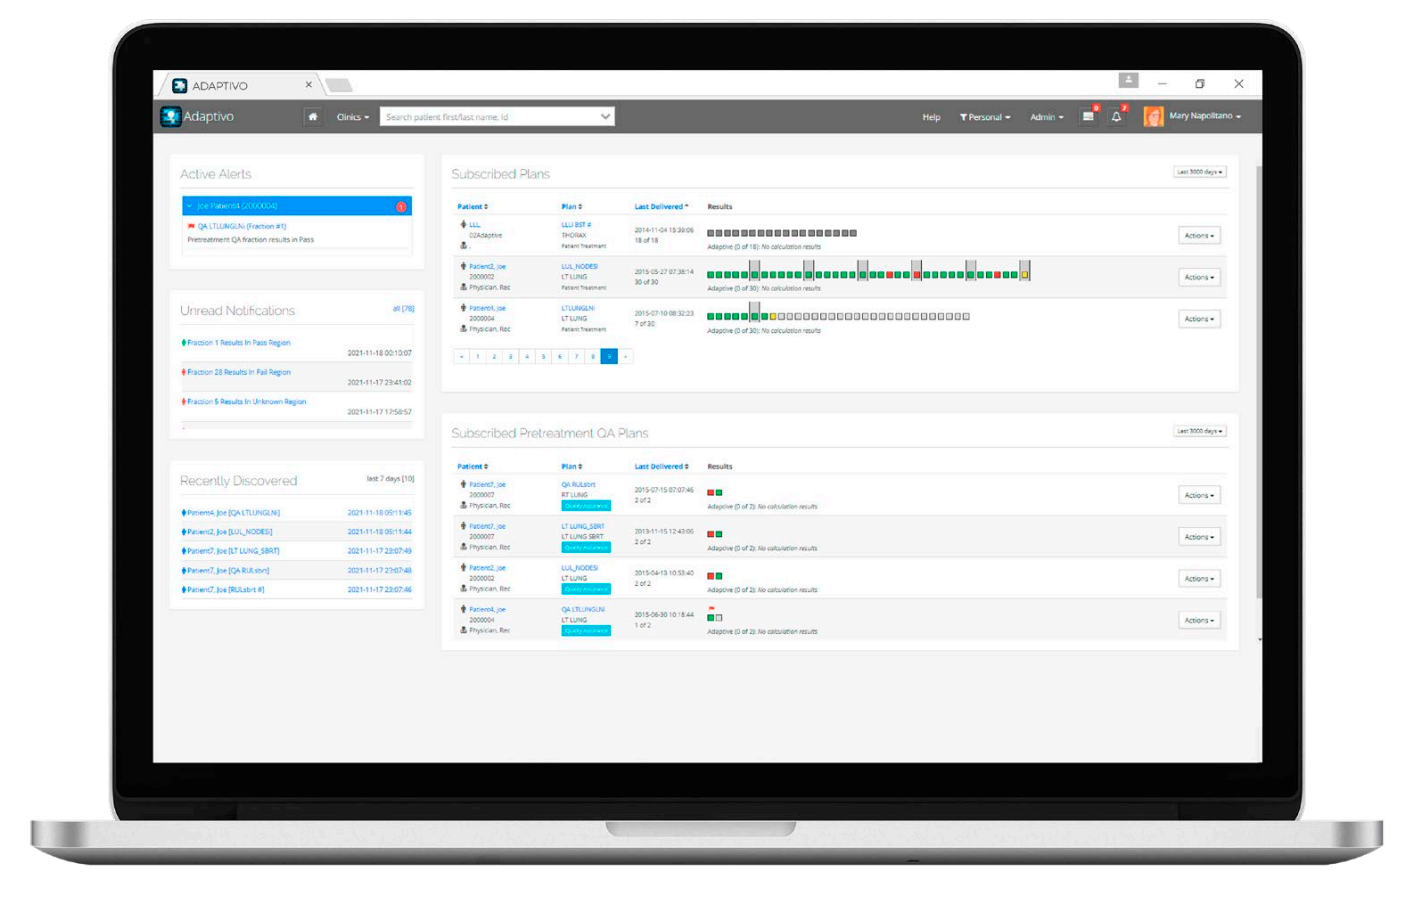 ADAPTIVO
Adaptivo
Clinics
Search patient first/last name, id
Help
Personal
Admin
Mary Napolitano
Active Alerts
Joe Patient4 (2000004)
1
QA LTLUNGLNi (Fraction #1)
Pretreatment QA fraction results in Pass
Unread Notifications
all [78]
Fraction 1 Results In Pass Region
2021-11-18 00:10:07
Fraction 28 Results In Fail Region
2021-11-17 23:41:02
Fraction 5 Results In Unknown Region
2021-11-17 17:58:57
Recently Discovered
last 7 days [10]
Patient4, Joe [QA LTLUNGLNi] 2021-11-18 05:11:45
Patient2, Joe [LUL_NODESi] 2021-11-18 05:11:44
Patient7, Joe [LT LUNG_SBRT] 2021-11-17 23:07:49
Patient7, Joe [QA RULsbrt] 2021-11-17 23:07:48
Patient7, Joe [RULsbrt #] 2021-11-17 23:07:46
Subscribed Plans
Last 3000 days
Patient Plan Last Delivered Results
LLL,
02Adaptive
LLU BST #
THORAX
Patient Treatment
2014-11-04 15:39:06
18 of 18
Adaptive (0 of 18): No calculation results
Actions
Patient2, Joe
2000002
Physician, Rec
LUL_NODESi
LT LUNG
Patient Treatment
2015-05-27 07:38:14
30 of 30
Adaptive (0 of 30): No calculation results
Actions
Patient4, Joe
2000004
Physician, Rec
LTLUNGLNi
LT LUNG
Patient Treatment
2015-07-10 08:32:23
7 of 30
Adaptive (0 of 30): No calculation results
Actions
« 1 2 3 4 5 6 7 8 9 »
Subscribed Pretreatment QA Plans
Last 3000 days
Patient Plan Last Delivered Results
Patient7, Joe
2000007
Physician, Rec
QA RULsbrt
RT LUNG
Quality Assurance
2015-07-15 07:07:46
2 of 2
Adaptive (0 of 2): No calculation results
Actions
Patient7, Joe
2000007
Physician, Rec
LT LUNG_SBRT
LT LUNG SBRT
Quality Assurance
2013-11-15 12:43:06
2 of 2
Adaptive (0 of 2): No calculation results
Actions
Patient2, Joe
2000002
Physician, Rec
LUL_NODESi
LT LUNG
Quality Assurance
2015-04-13 10:53:40
2 of 2
Adaptive (0 of 2): No calculation results
Actions
Patient4, Joe
2000004
Physician, Rec
QA LTLUNGLNi
LT LUNG
Quality Assurance
2015-06-30 10:18:44
1 of 2
Adaptive (0 of 2): No calculation results
Actions